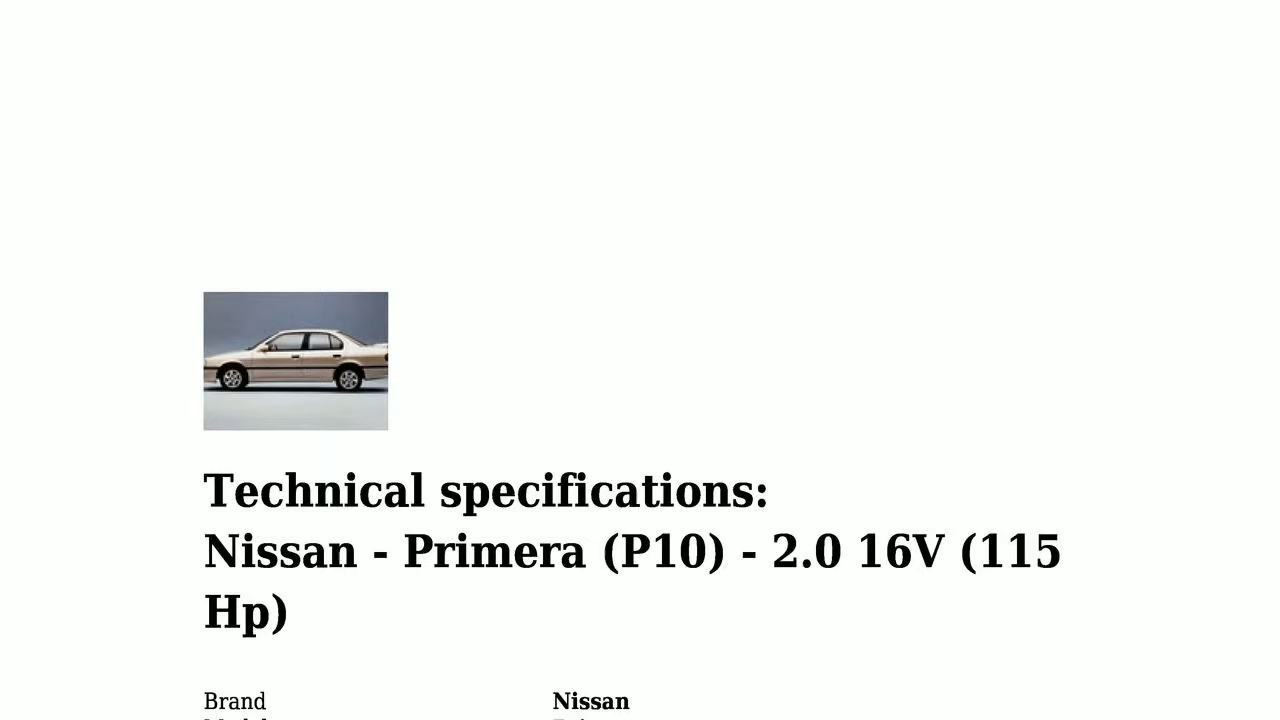 Technical specifications:
Nissan - Primera (P10) - 2.0 16V (115
Hp)
Brand Nissan